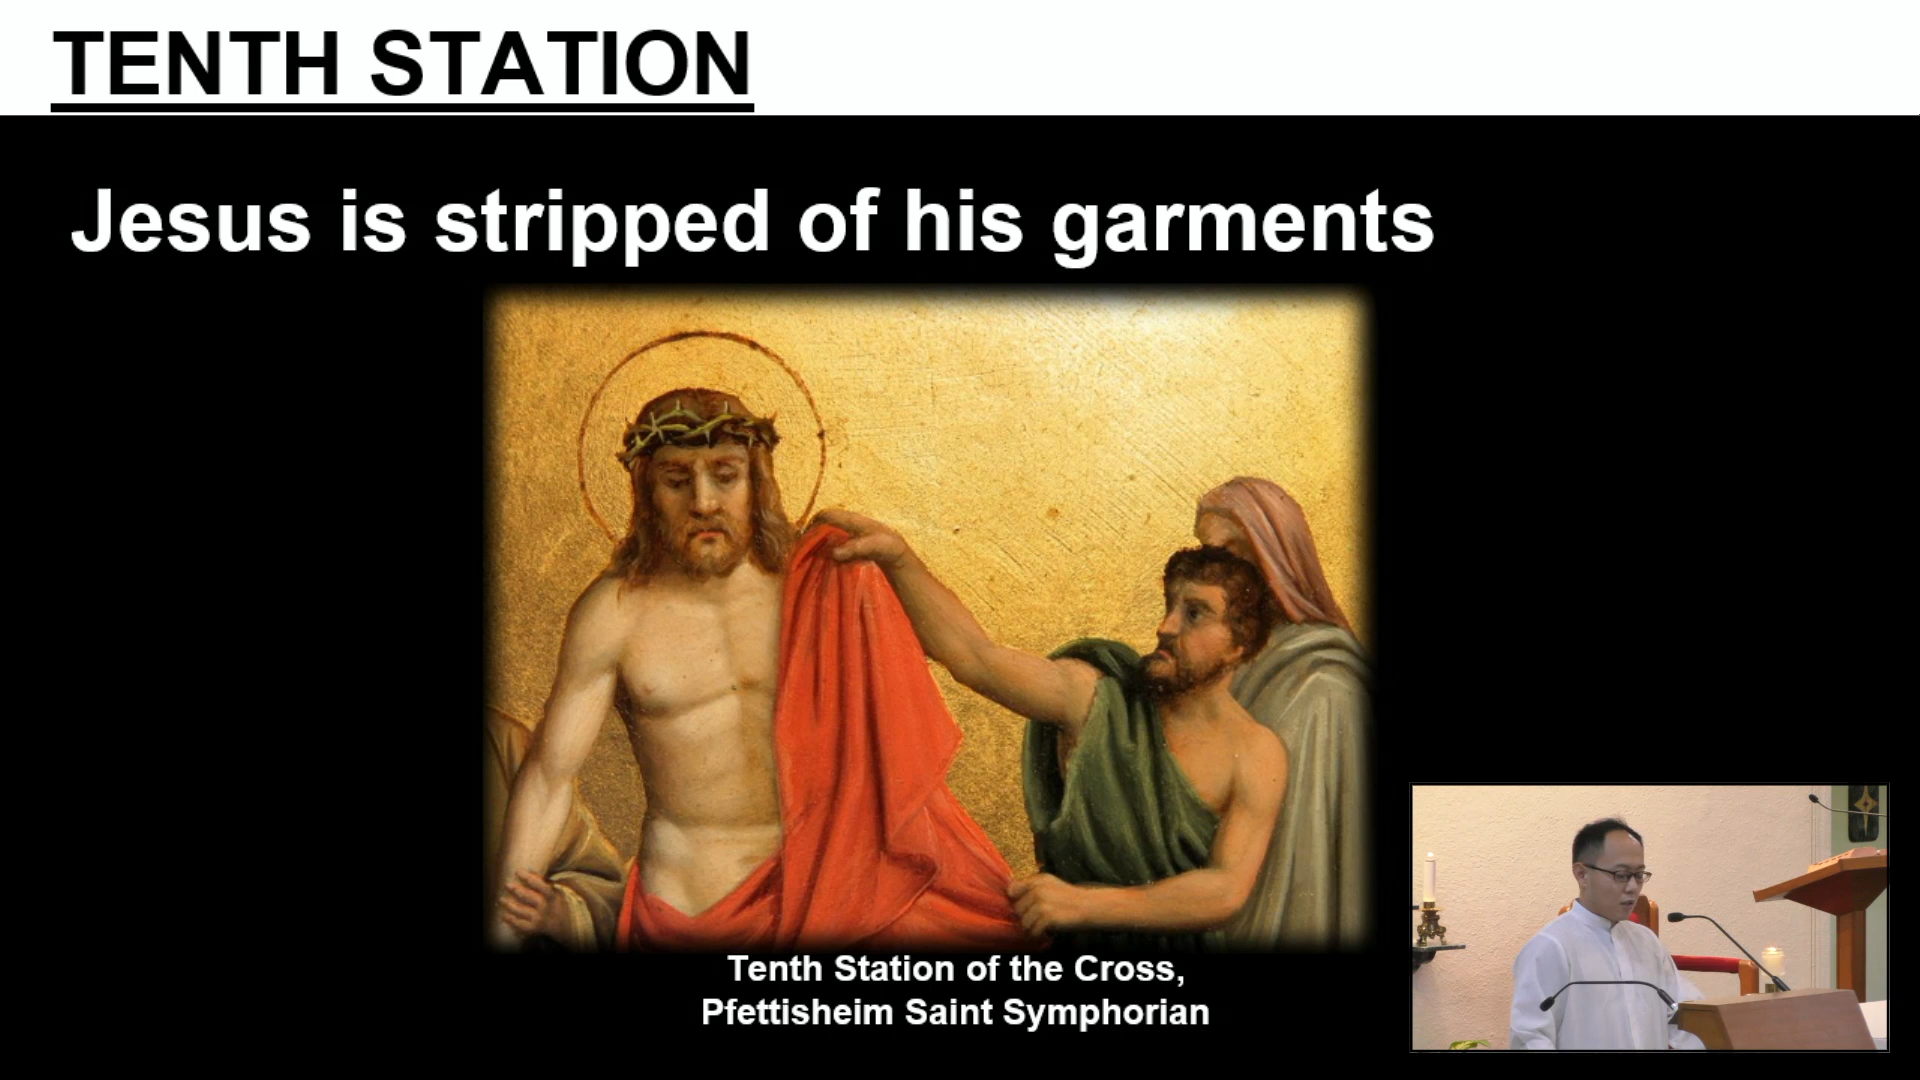 TENTH STATION
Jesus is stripped of his garments
Tenth Station of the Cross,
Pfettisheim Saint Symphorian